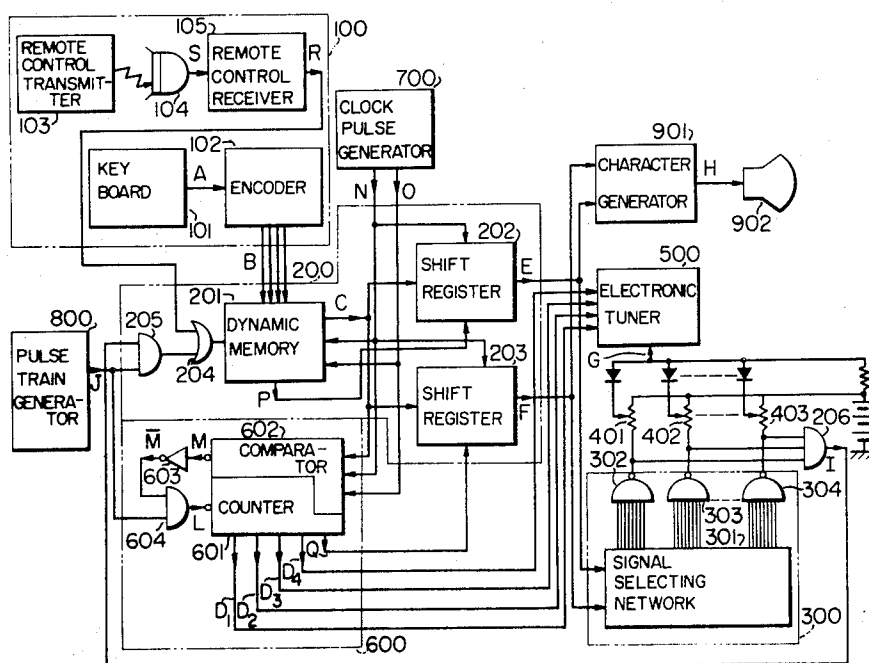 105
100
REMOTE
CONTROL
TRANSMIT-
TER
103
S
104
REMOTE
CONTROL
RECEIVER
R
700
CLOCK
PULSE
GENERATOR
N
O
102
KEY
BOARD
101
A
ENCODER
B
200
901
CHARACTER
GENERATOR
H
902
202
SHIFT
REGISTER
E
500
ELECTRONIC
TUNER
G
201
DYNAMIC
MEMORY
C
P
800
PULSE
TRAIN
GENERA-
TOR
J
205
204
203
SHIFT
REGISTER
F
401
402
403
206
I
M̅
M
603
602
COMPARA-
TOR
COUNTER
604
L
601
Q
D1
D2
D3
D4
600
302
303
304
301
SIGNAL
SELECTING
NETWORK
300